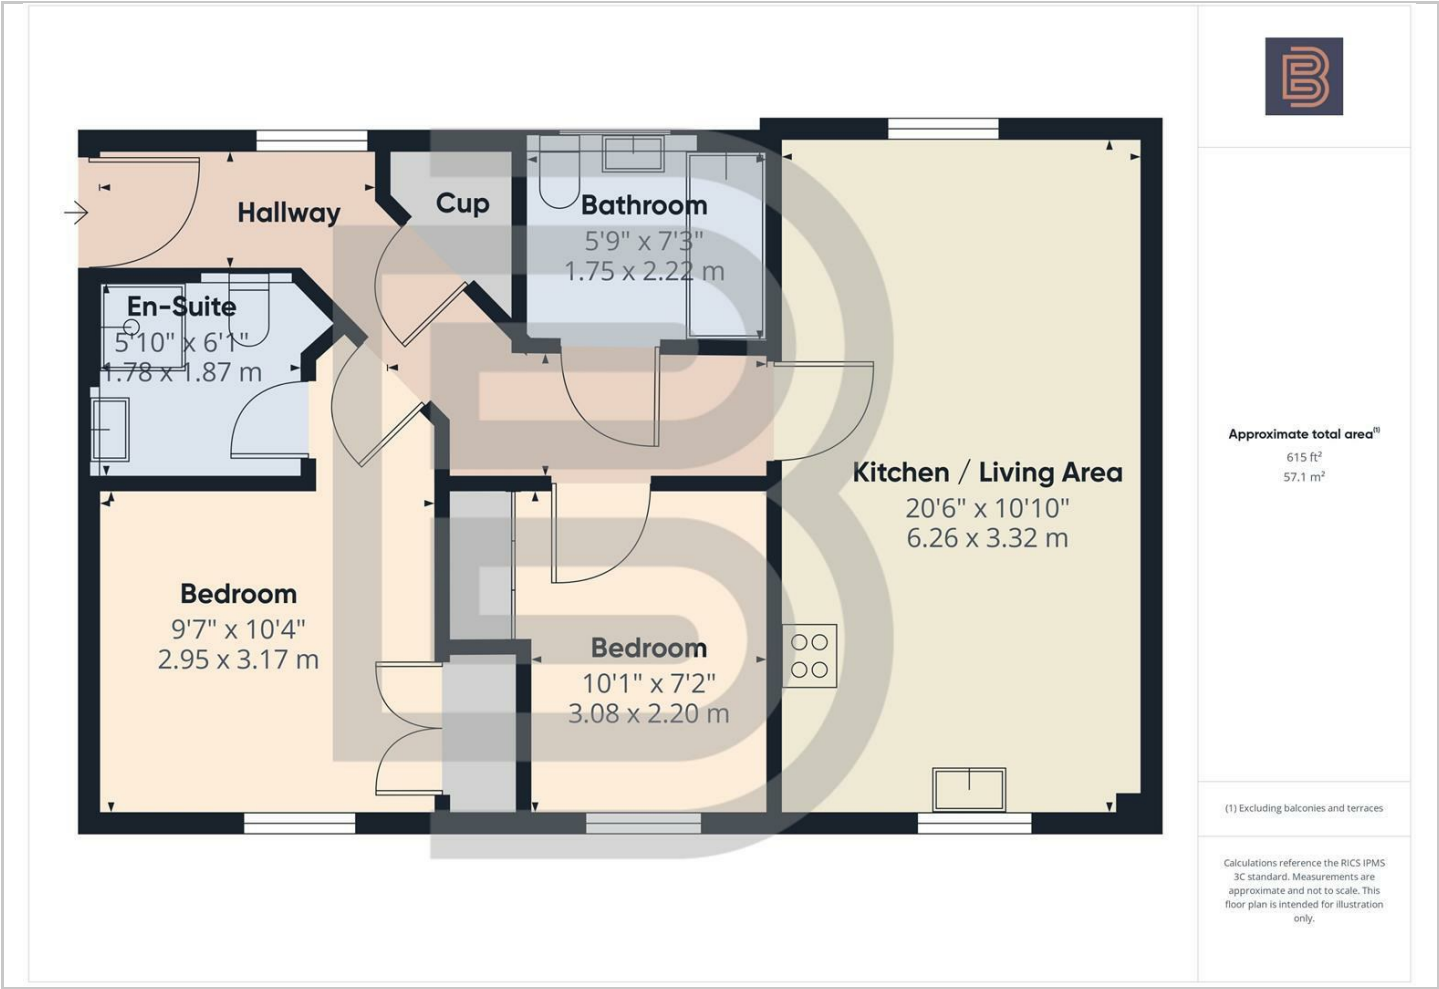 Hallway
Cup
Bathroom
5'9" x 7'3"
1.75 x 2.22 m
En-Suite
5'10" x 6'1"
1.78 x 1.87 m
Kitchen / Living Area
20'6" x 10'10"
6.26 x 3.32 m
Bedroom
9'7" x 10'4"
2.95 x 3.17 m
Bedroom
10'1" x 7'2"
3.08 x 2.20 m
B
Approximate total area(1)
615 ft²
57.1 m²
(1) Excluding balconies and terraces
Calculations reference the RICS IPMS
3C standard. Measurements are
approximate and not to scale. This
floor plan is intended for illustration
only.